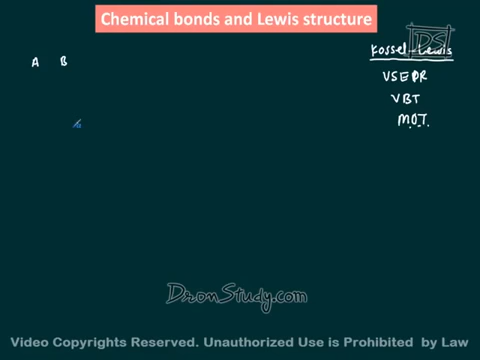 Chemical bonds and Lewis structure
DS
Kossel-Lewis
A B
VSEPR
VBT
M.O.T.
DronStudy.com
Video Copyrights Reserved. Unauthorized Use is Prohibited by Law